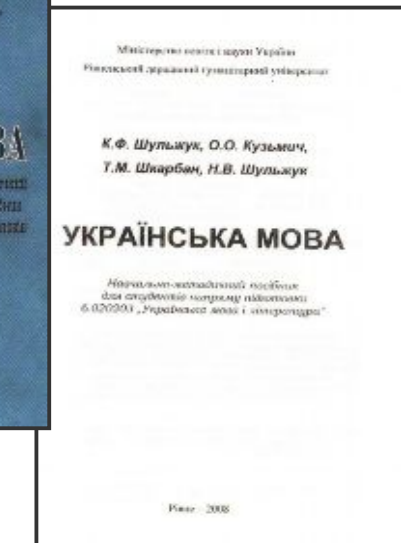 ВА
Міністерство освіти і науки України
Рівненський державний гуманітарний університет
К.Ф. Шульжук, О.О. Кузьмич,
Т.М. Шкарбан, Н.В. Шульжук
УКРАЇНСЬКА МОВА
Навчально-методичний посібник
для студентів напряму підготовки
6.020303 „Українська мова і література"
Рівне 2008